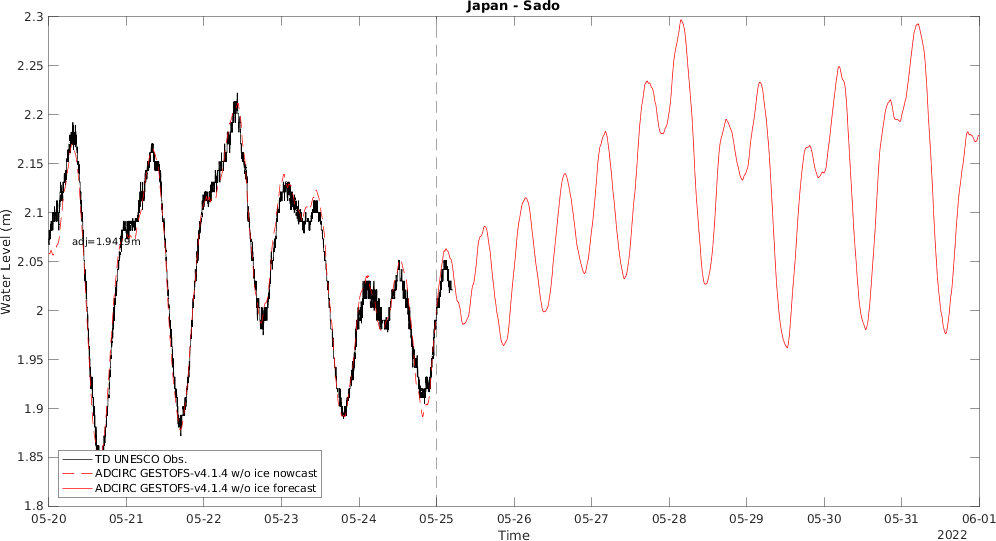 Japan - Sado
2.3
2.25
2.2
2.15
2.1
2.05
2
1.95
1.9
1.85
1.8
Water Level (m)
adj=1.9419m
TD UNESCO Obs.
ADCIRC GESTOFS-v4.1.4 w/o ice nowcast
ADCIRC GESTOFS-v4.1.4 w/o ice forecast
05-20 05-21 05-22 05-23 05-24 05-25 05-26 05-27 05-28 05-29 05-30 05-31 06-01
Time
2022